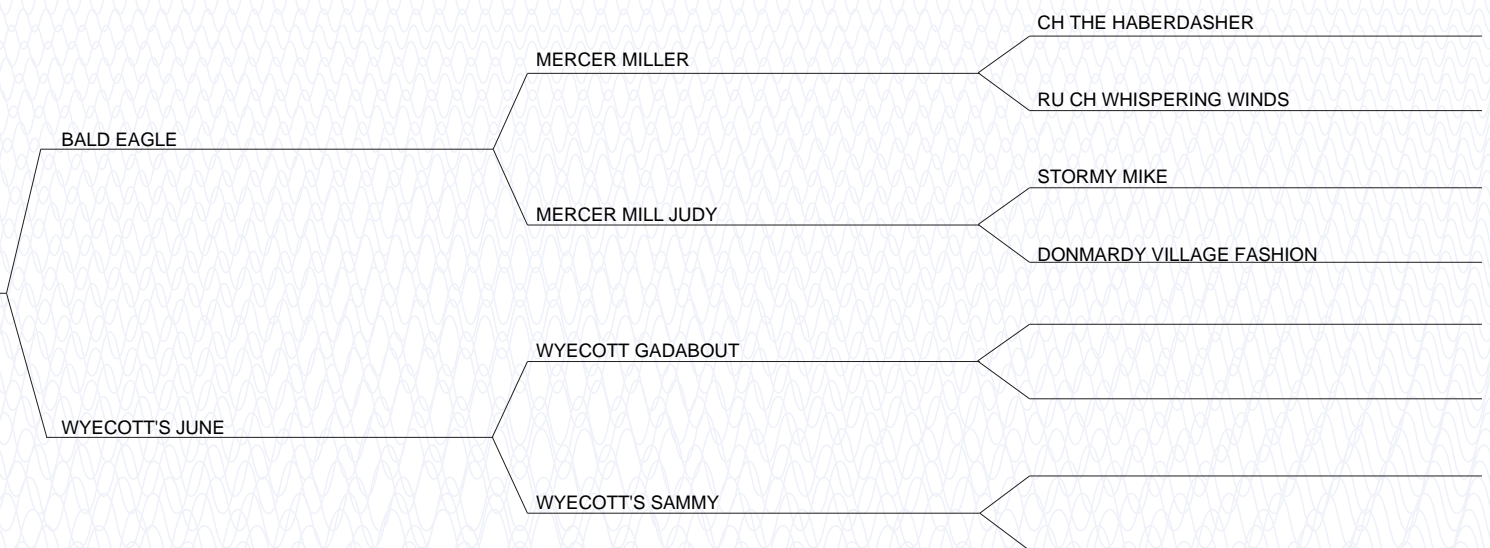 CH THE HABERDASHER
MERCER MILLER
RU CH WHISPERING WINDS
BALD EAGLE
STORMY MIKE
MERCER MILL JUDY
DONMARDY VILLAGE FASHION
WYECOTT GADABOUT
WYECOTT'S JUNE
WYECOTT'S SAMMY